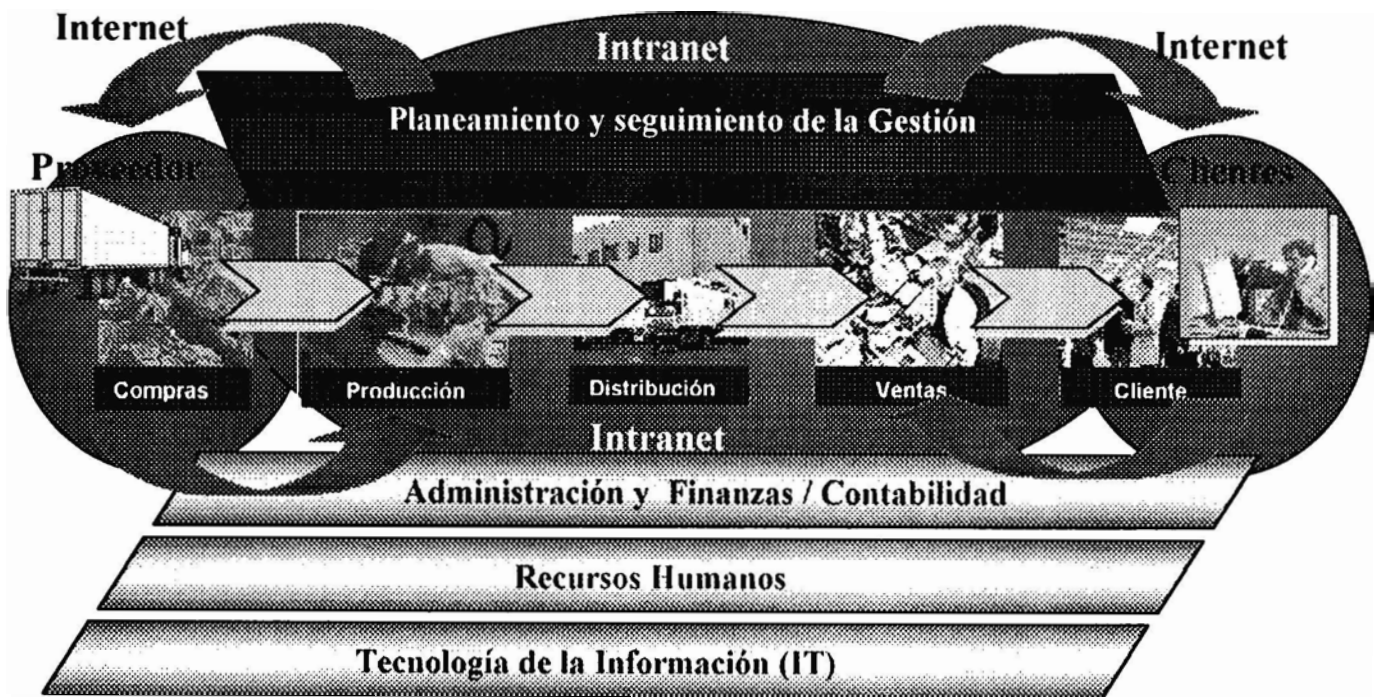 Internet
Intranet
Internet
Planeamiento y seguimiento de la Gestión
Proveedor
Clientes
Compras
Producción
Distribución
Ventas
Cliente
Intranet
Administración y Finanzas / Contabilidad
Recursos Humanos
Tecnología de la Información (IT)